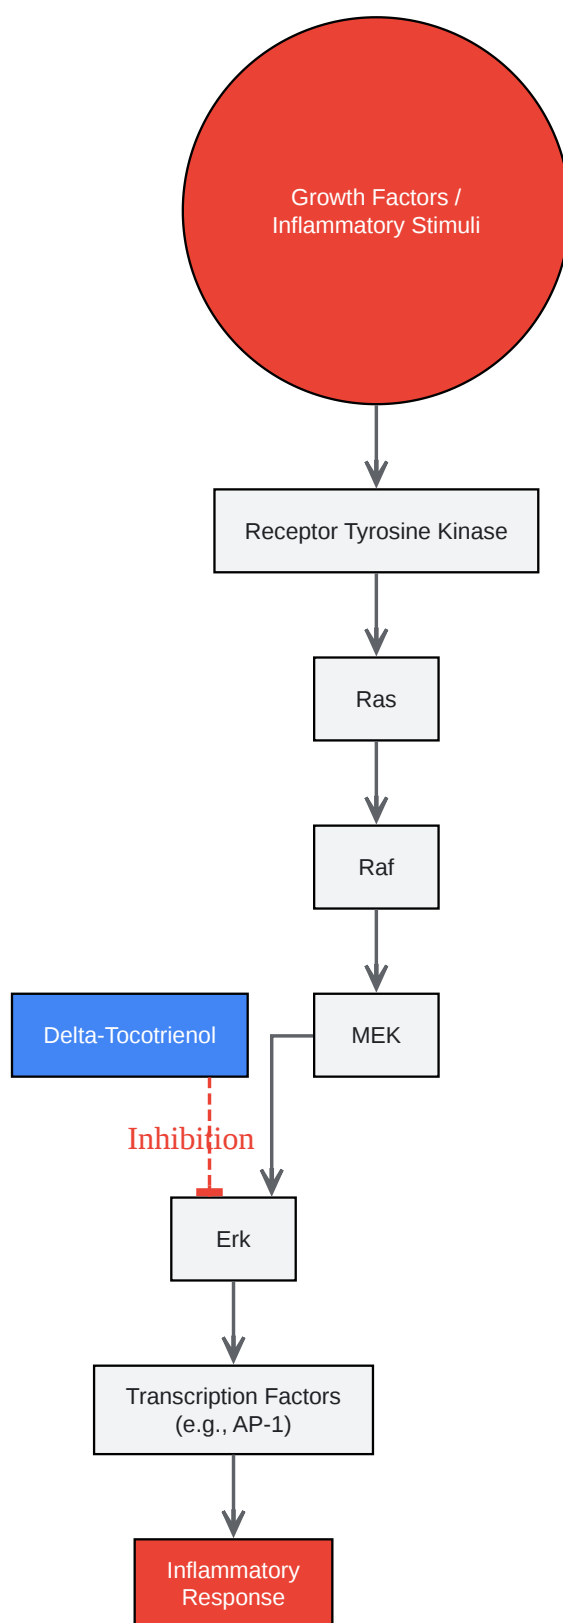 Growth Factors /
Inflammatory Stimuli
Receptor Tyrosine Kinase
Ras
Raf
Delta-Tocotrienol
MEK
Inhibition
Erk
Transcription Factors
(e.g., AP-1)
Inflammatory
Response